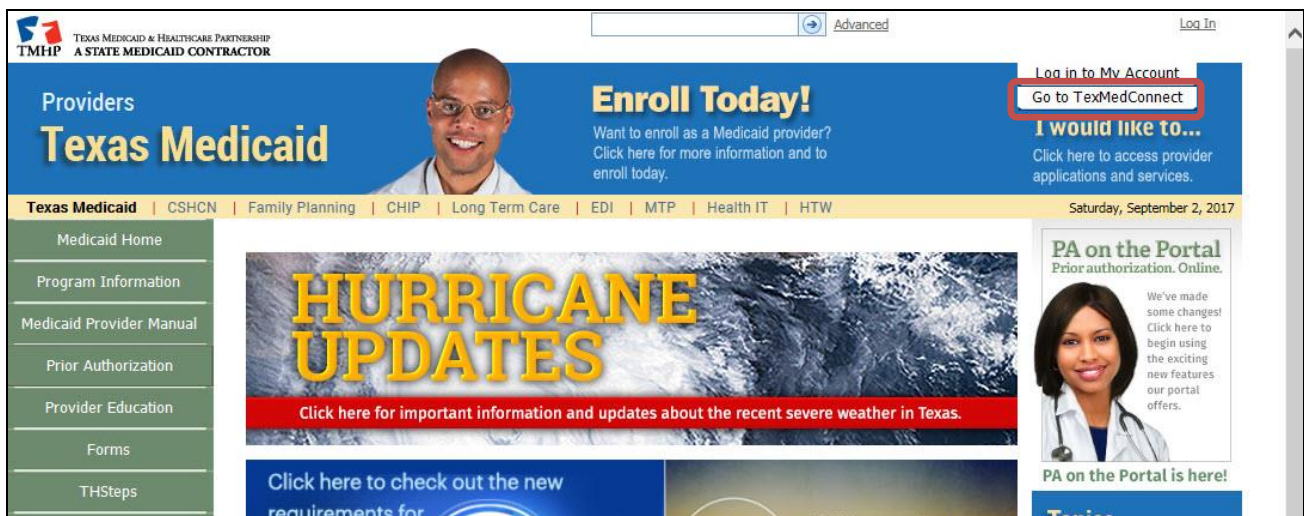 TEXAS MEDICAID & HEALTHCARE PARTNERSHIP
TMHP A STATE MEDICAID CONTRACTOR
Advanced
Log In
Log in to My Account
Go to TexMedConnect
Providers
Texas Medicaid
Enroll Today!
Want to enroll as a Medicaid provider?
Click here for more information and to
enroll today.
I would like to...
Click here to access provider
applications and services.
Texas Medicaid | CSHCN | Family Planning | CHIP | Long Term Care | EDI | MTP | Health IT | HTW
Saturday, September 2, 2017
Medicaid Home
Program Information
Medicaid Provider Manual
Prior Authorization
Provider Education
Forms
THSteps
HURRICANE
UPDATES
Click here for important information and updates about the recent severe weather in Texas.
Click here to check out the new
requirements for
PA on the Portal
Prior authorization. Online.
We've made
some changes!
Click here to
begin using
the exciting
new features
our portal
offers.
PA on the Portal is here!
Topics